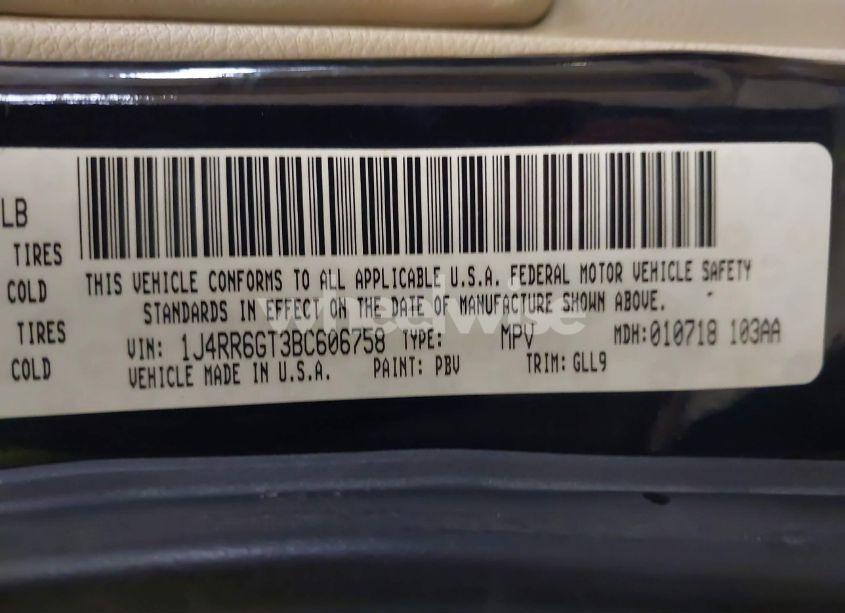 LB
TIRES
COLD
TIRES
COLD
THIS VEHICLE CONFORMS TO ALL APPLICABLE U.S.A. FEDERAL MOTOR VEHICLE SAFETY
STANDARDS IN EFFECT ON THE DATE OF MANUFACTURE SHOWN ABOVE.
VIN: 1J4RR6GT3BC606758 TYPE: MPV MDH:010718 103AA
VEHICLE MADE IN U.S.A. PAINT: PBV TRIM: GLL9
wheelwise